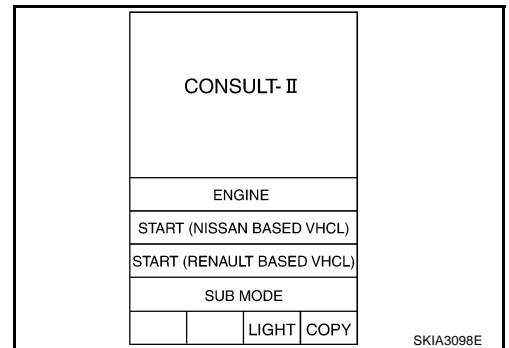 CONSULT-II
ENGINE
START (NISSAN BASED VHCL)
START (RENAULT BASED VHCL)
SUB MODE
LIGHT COPY
SKIA3098E